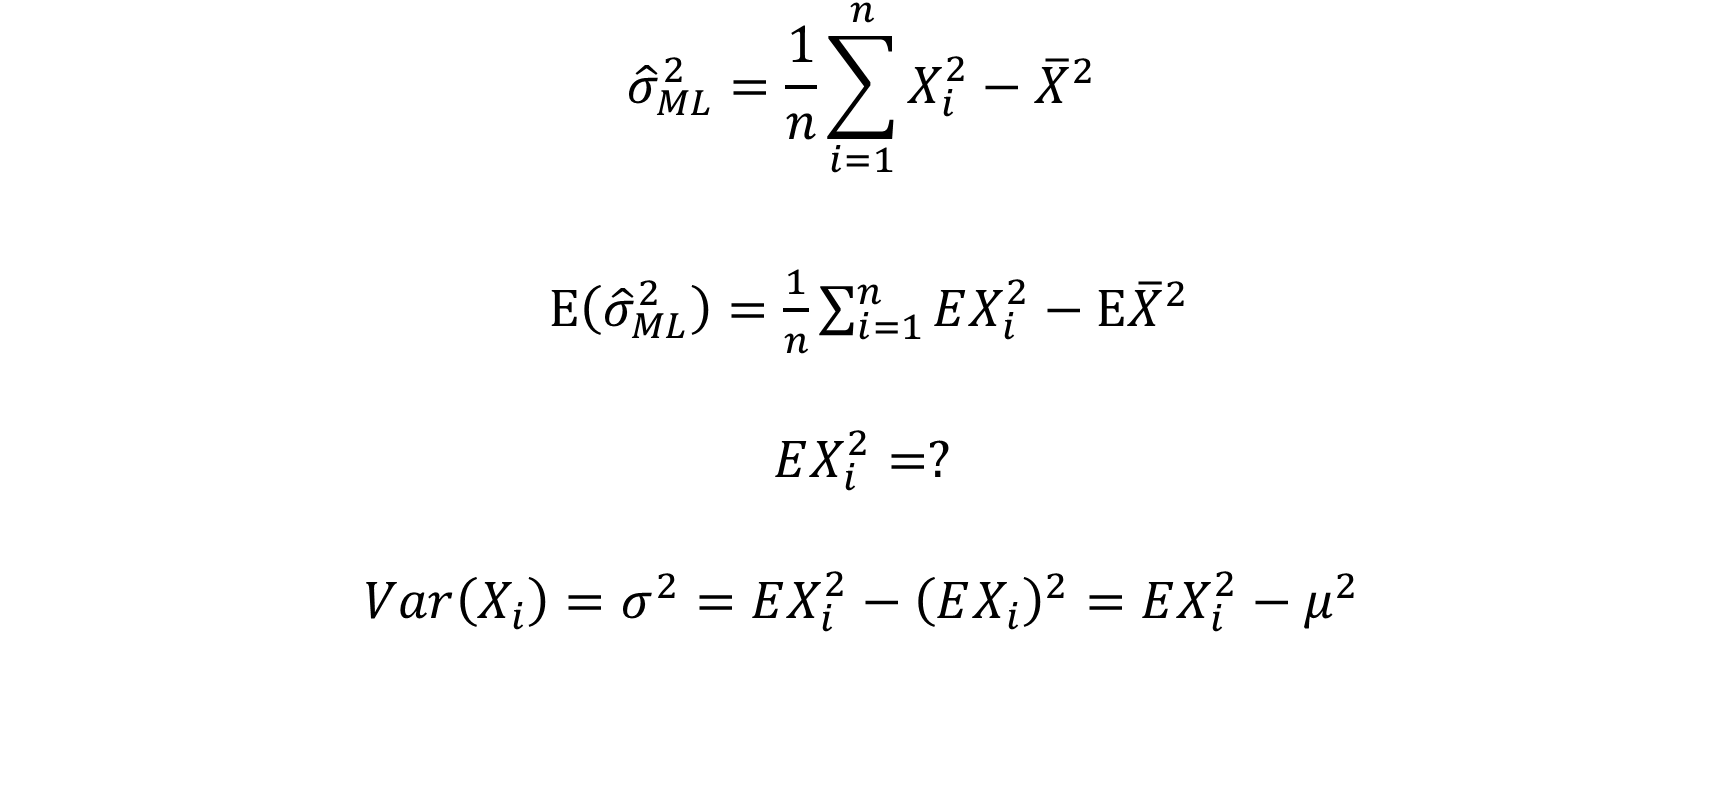 σ̂²_ML = 1/n ∑_{i=1}^{n} X_i² − X̄²
E(σ̂²_ML) = 1/n ∑_{i=1}^{n} EX_i² − EX̄²
EX_i² =?
Var(X_i) = σ² = EX_i² − (EX_i)² = EX_i² − μ²